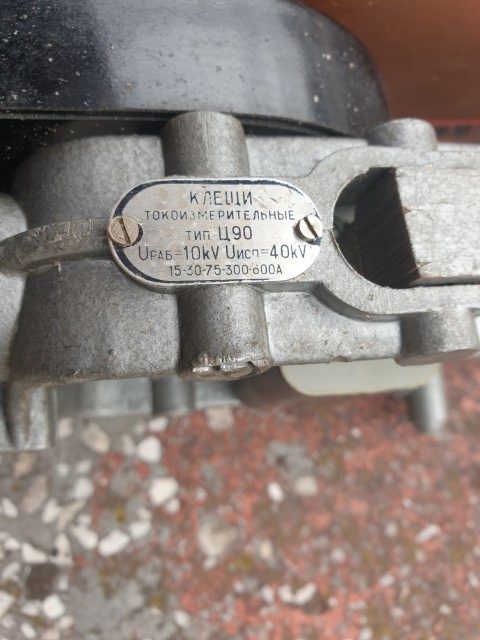 КЛЕЩИ
ТОКОИЗМЕРИТЕЛЬНЫЕ
ТИП Ц90
UРАБ=10kV UИСП=40kV
15-30-75-300-600А